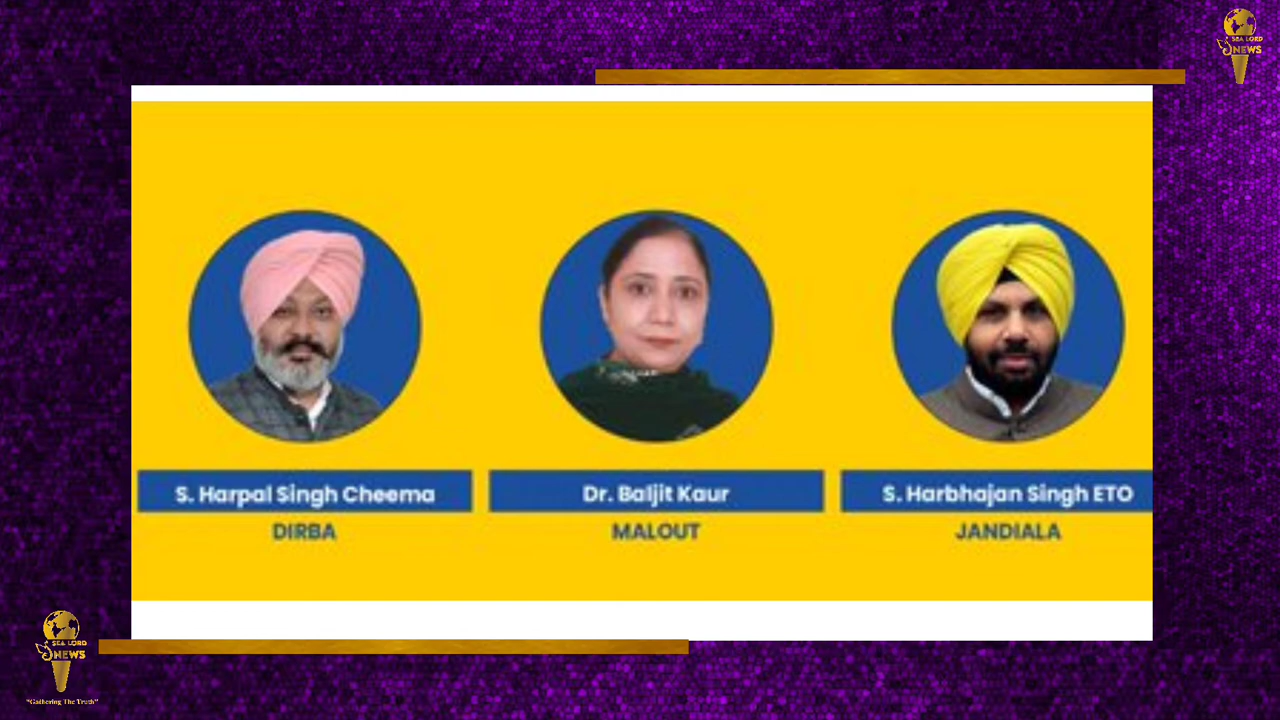 SEA LORD
NEWS
S. Harpal Singh Cheema
DIRBA
Dr. Baljit Kaur
MALOUT
S. Harbhajan Singh ETO
JANDIALA
SEA LORD
NEWS
"Gathering The Truth"